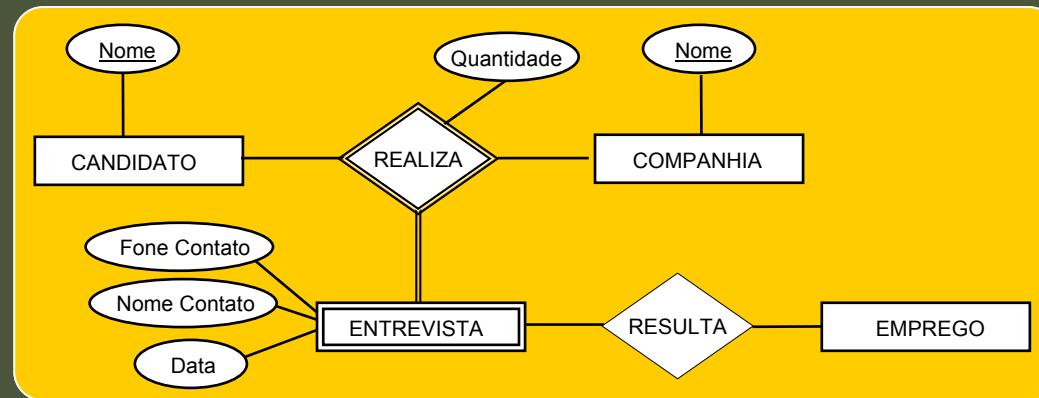 Nome
Quantidade
Nome
CANDIDATO
REALIZA
COMPANHIA
Fone Contato
Nome Contato
Data
ENTREVISTA
RESULTA
EMPREGO